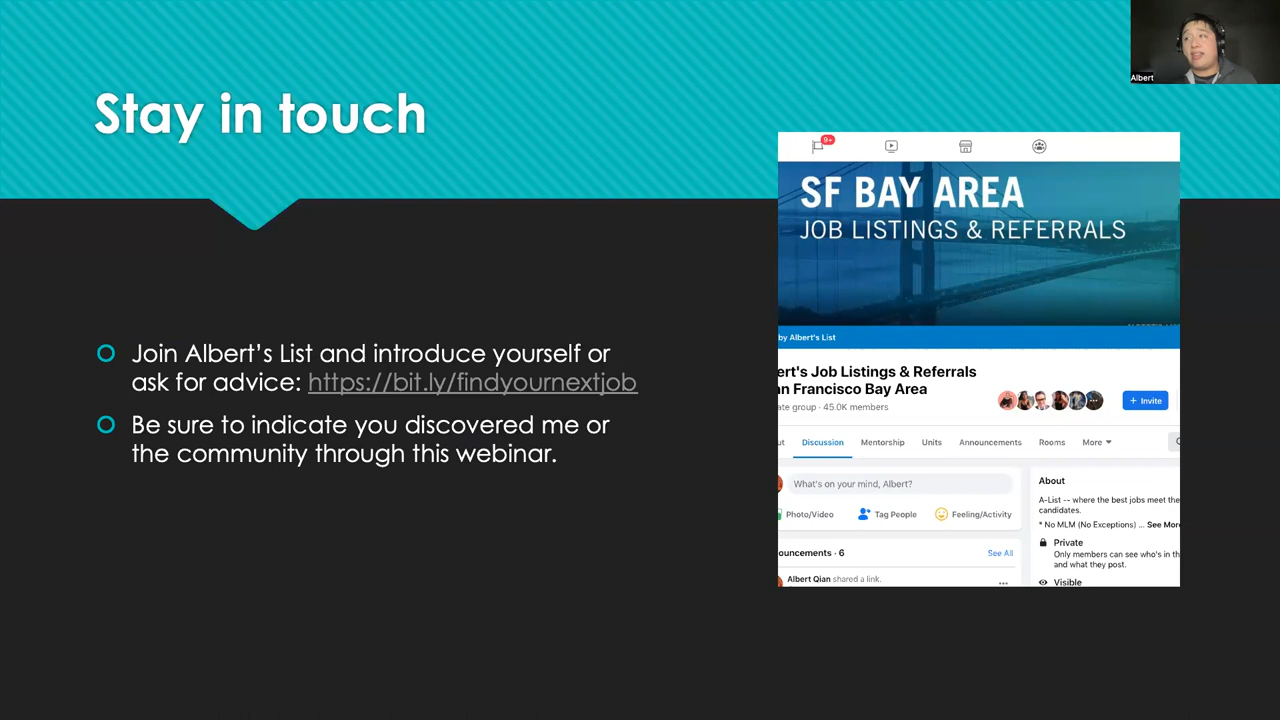 Albert
Stay in touch
Join Albert's List and introduce yourself or
ask for advice: https://bit.ly/findyournextjob
Be sure to indicate you discovered me or
the community through this webinar.
9+
SF BAY AREA
JOB LISTINGS & REFERRALS
by Albert's List
ert's Job Listings & Referrals
an Francisco Bay Area
ate group · 45.0K members
+ Invite
ut Discussion Mentorship Units Announcements Rooms More
What's on your mind, Albert?
Photo/Video Tag People Feeling/Activity
ouncements · 6 See All
Albert Qian shared a link.
About
A-List -- where the best jobs meet the
candidates.
* No MLM (No Exceptions) ... See More
Private
Only members can see who's in th
and what they post.
Visible